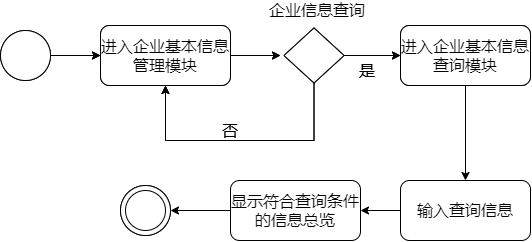 企业信息查询
进入企业基本信息
管理模块
进入企业基本信息
查询模块
是
否
显示符合查询条件
的信息总览
输入查询信息